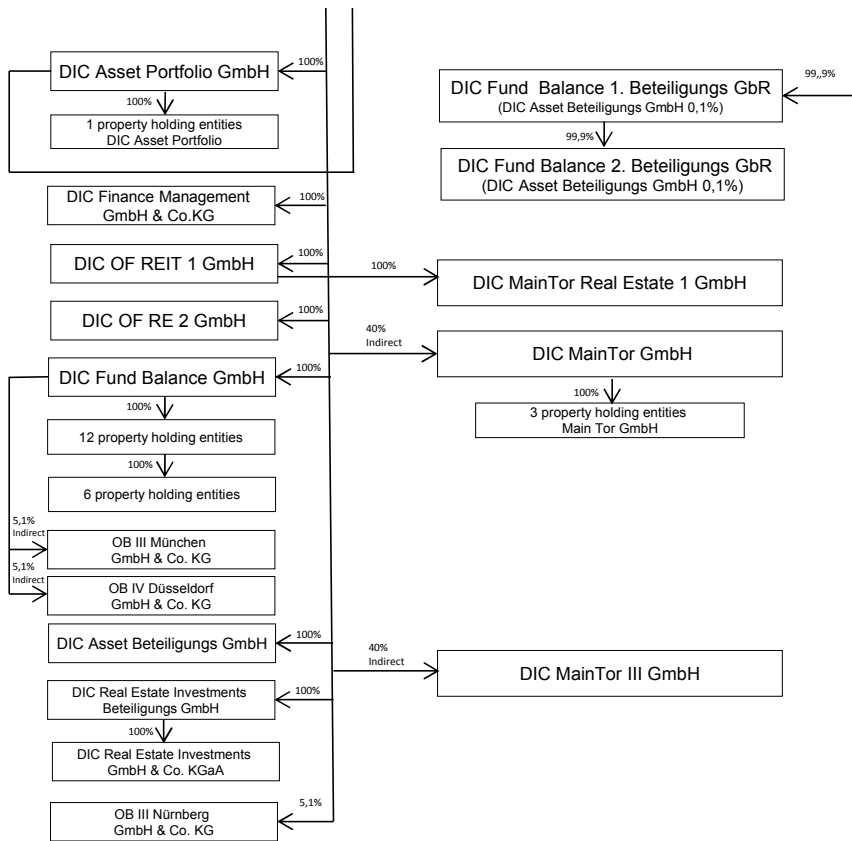 100%
DIC Asset Portfolio GmbH
100%
1 property holding entities
DIC Asset Portfolio
99,,9%
DIC Fund Balance 1. Beteiligungs GbR
(DIC Asset Beteiligungs GmbH 0,1%)
99,9%
DIC Fund Balance 2. Beteiligungs GbR
(DIC Asset Beteiligungs GmbH 0,1%)
100%
DIC Finance Management
GmbH & Co.KG
100%
DIC OF REIT 1 GmbH
100%
DIC MainTor Real Estate 1 GmbH
100%
DIC OF RE 2 GmbH
40%
Indirect
DIC MainTor GmbH
100%
3 property holding entities
Main Tor GmbH
100%
DIC Fund Balance GmbH
100%
12 property holding entities
100%
6 property holding entities
5,1%
Indirect
OB III München
GmbH & Co. KG
5,1%
Indirect
OB IV Düsseldorf
GmbH & Co. KG
100%
DIC Asset Beteiligungs GmbH
40%
Indirect
DIC MainTor III GmbH
100%
DIC Real Estate Investments
Beteiligungs GmbH
100%
DIC Real Estate Investments
GmbH & Co. KGaA
5,1%
OB III Nürnberg
GmbH & Co. KG